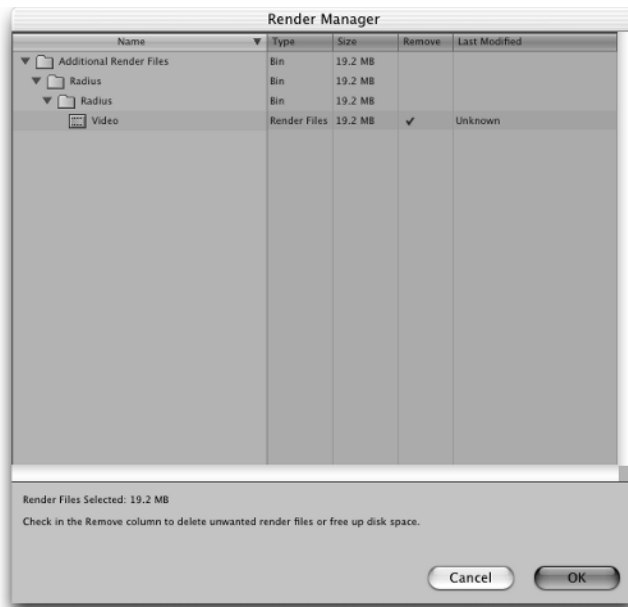 Render Manager
Name Type Size Remove Last Modified
Additional Render Files Bin 19.2 MB
Radius Bin 19.2 MB
Radius Bin 19.2 MB
Video Render Files 19.2 MB ✔ Unknown
Render Files Selected: 19.2 MB
Check in the Remove column to delete unwanted render files or free up disk space.
Cancel OK